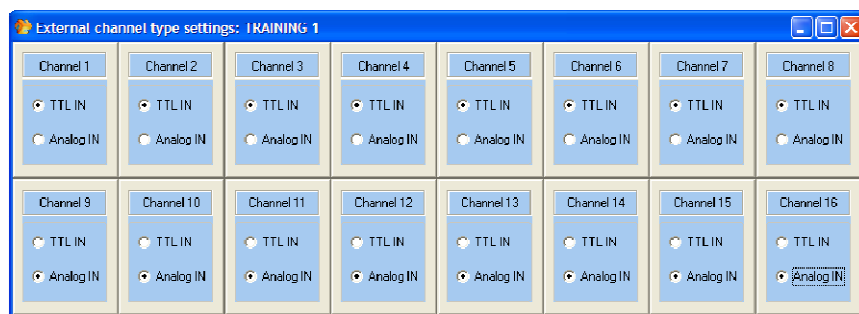 External channel type settings: TRAINING 1
Channel 1 Channel 2 Channel 3 Channel 4 Channel 5 Channel 6 Channel 7 Channel 8
TTL IN TTL IN TTL IN TTL IN TTL IN TTL IN TTL IN TTL IN
Analog IN Analog IN Analog IN Analog IN Analog IN Analog IN Analog IN Analog IN
Channel 9 Channel 10 Channel 11 Channel 12 Channel 13 Channel 14 Channel 15 Channel 16
TTL IN TTL IN TTL IN TTL IN TTL IN TTL IN TTL IN TTL IN
Analog IN Analog IN Analog IN Analog IN Analog IN Analog IN Analog IN Analog IN